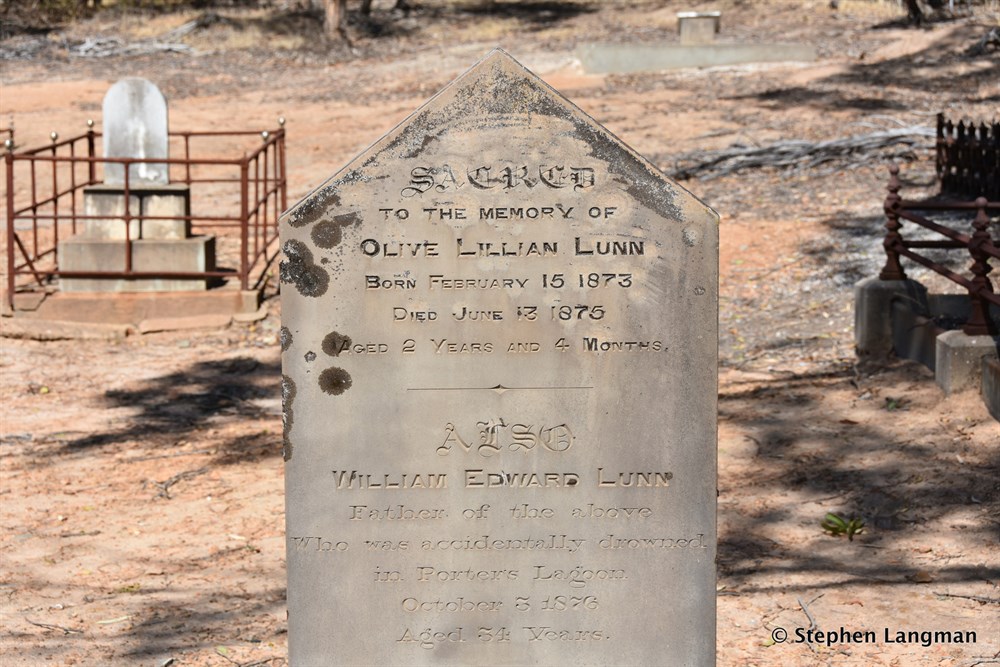 SACRED
TO THE MEMORY OF
OLIVE LILLIAN LUNN
BORN FEBRUARY 15 1873
DIED JUNE 13 1875
AGED 2 YEARS AND 4 MONTHS.
ALSO
WILLIAM EDWARD LUNN
Father of the above
Who was accidentally drowned
in Porters Lagoon
October 3 1876
Aged 34 Years.
© Stephen Langman